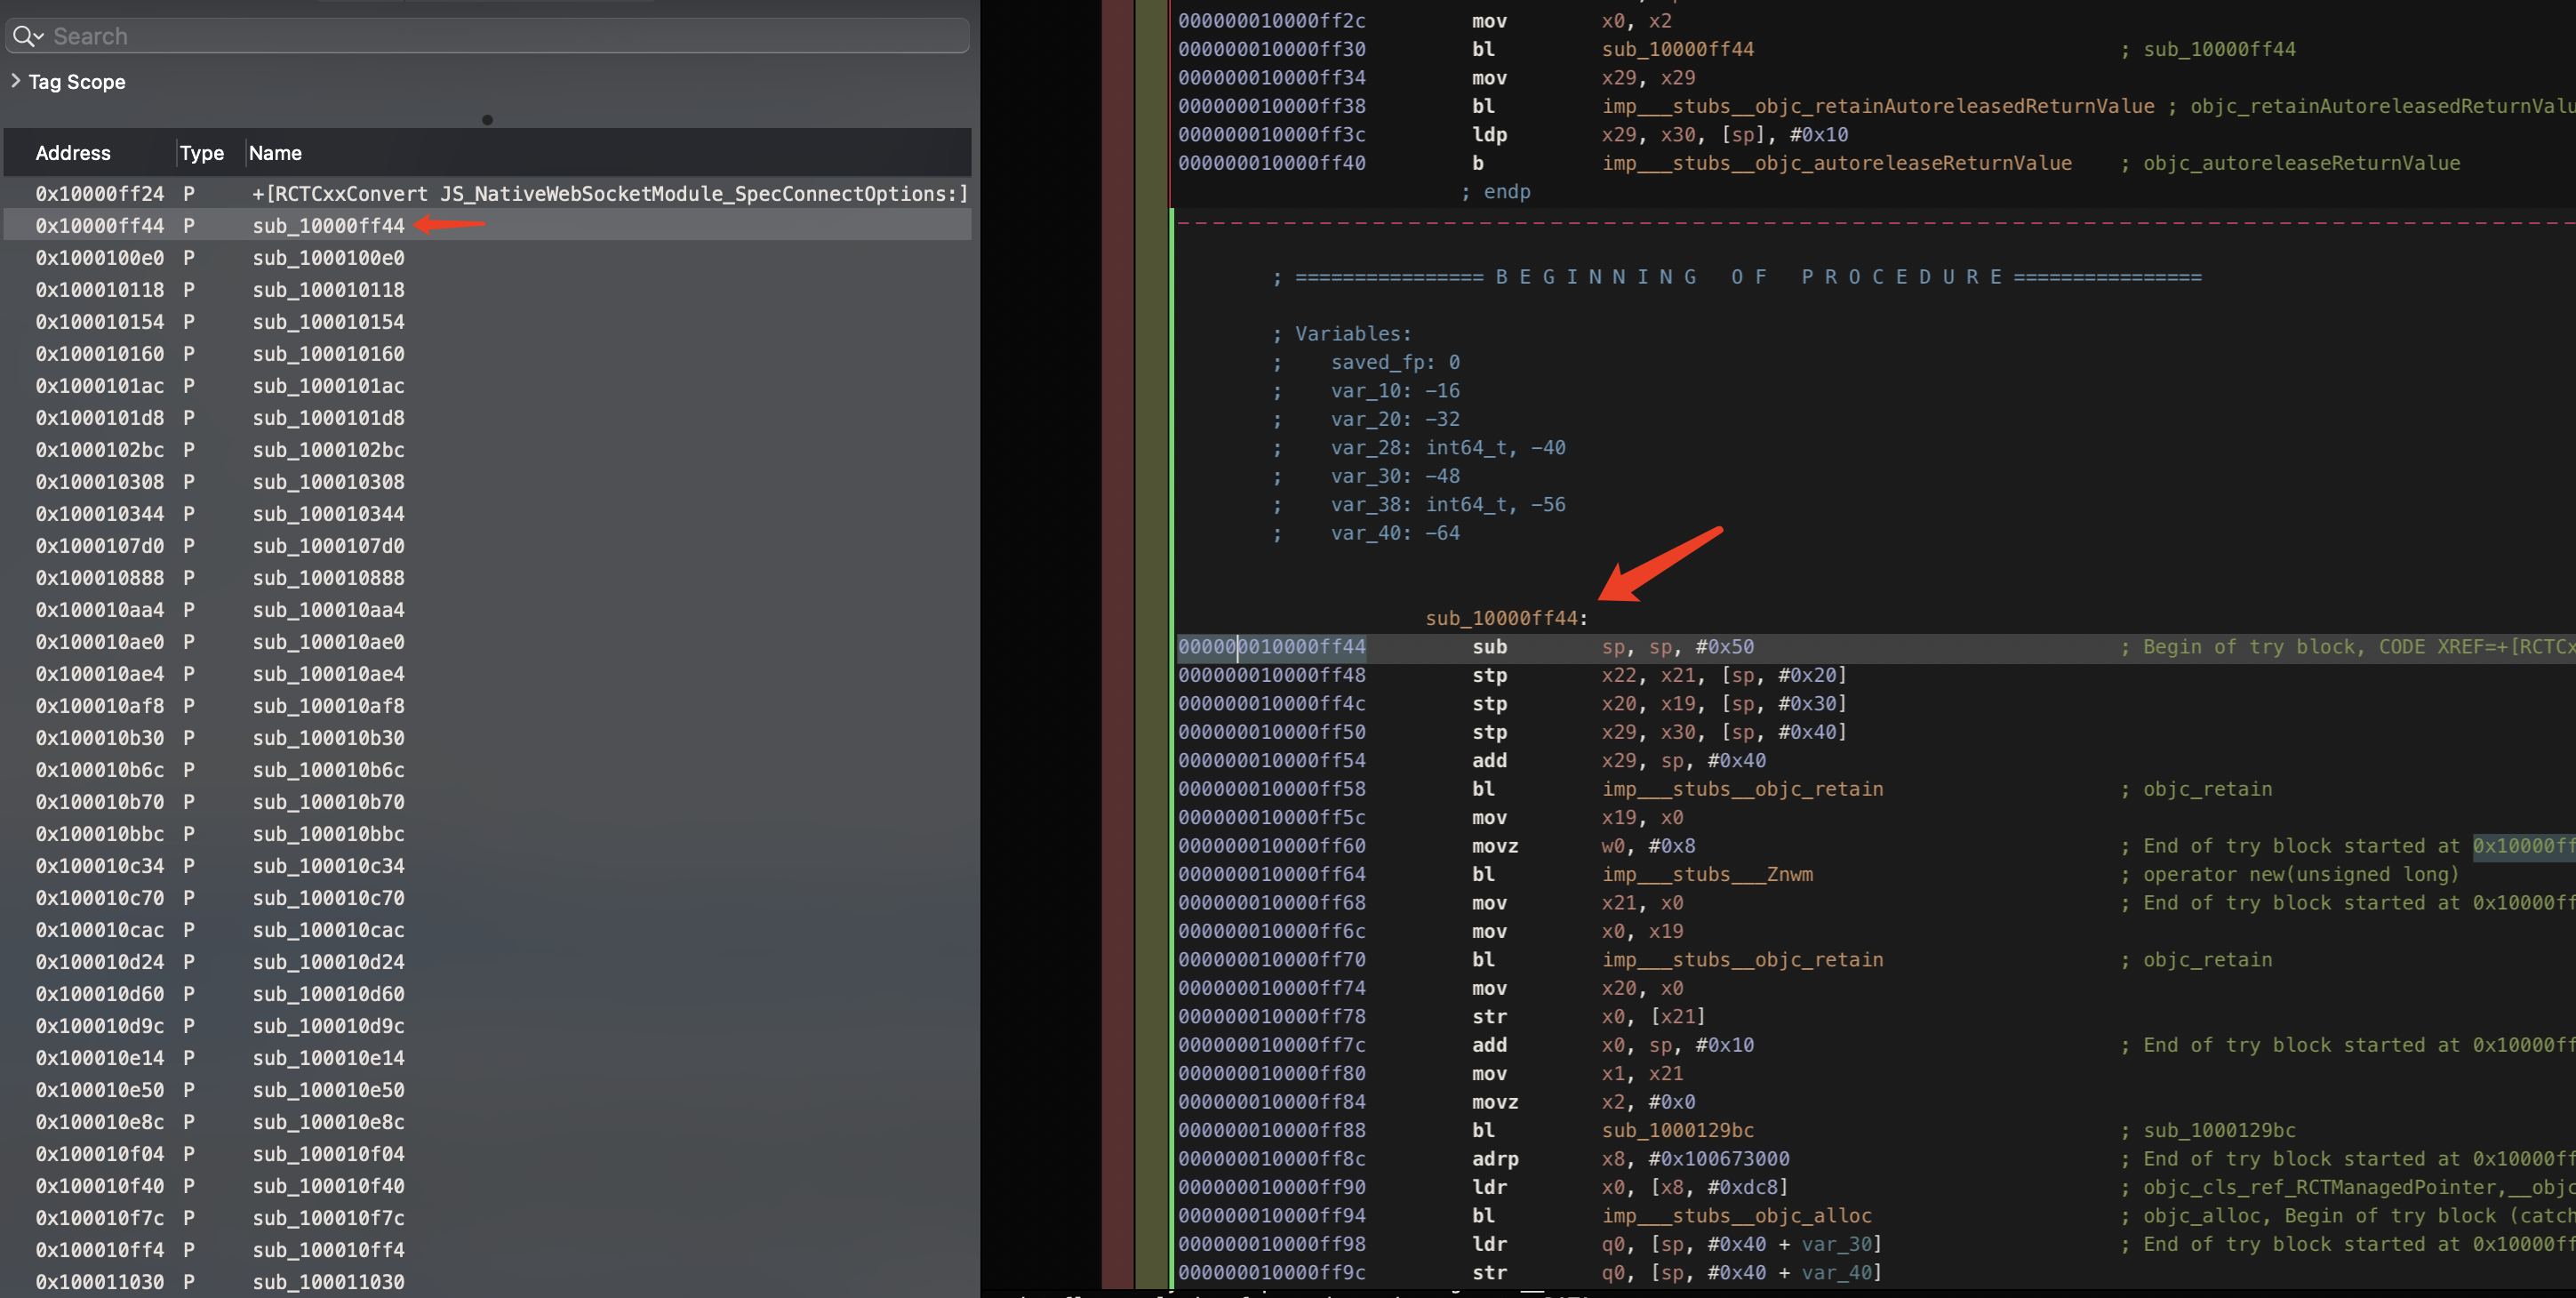 Search
Tag Scope
Address Type Name
0x10000ff24 P +[RCTCxxConvert JS_NativeWebSocketModule_SpecConnectOptions:]
0x10000ff44 P sub_10000ff44
0x1000100e0 P sub_1000100e0
0x100010118 P sub_100010118
0x100010154 P sub_100010154
0x100010160 P sub_100010160
0x1000101ac P sub_1000101ac
0x1000101d8 P sub_1000101d8
0x1000102bc P sub_1000102bc
0x100010308 P sub_100010308
0x100010344 P sub_100010344
0x1000107d0 P sub_1000107d0
0x100010888 P sub_100010888
0x100010aa4 P sub_100010aa4
0x100010ae0 P sub_100010ae0
0x100010ae4 P sub_100010ae4
0x100010af8 P sub_100010af8
0x100010b30 P sub_100010b30
0x100010b6c P sub_100010b6c
0x100010b70 P sub_100010b70
0x100010bbc P sub_100010bbc
0x100010c34 P sub_100010c34
0x100010c70 P sub_100010c70
0x100010cac P sub_100010cac
0x100010d24 P sub_100010d24
0x100010d60 P sub_100010d60
0x100010d9c P sub_100010d9c
0x100010e14 P sub_100010e14
0x100010e50 P sub_100010e50
0x100010e8c P sub_100010e8c
0x100010f04 P sub_100010f04
0x100010f40 P sub_100010f40
0x100010f7c P sub_100010f7c
0x100010ff4 P sub_100010ff4
0x100011030 P sub_100011030
000000010000ff2c mov x0, x2
000000010000ff30 bl sub_10000ff44 ; sub_10000ff44
000000010000ff34 mov x29, x29
000000010000ff38 bl imp___stubs__objc_retainAutoreleasedReturnValue ; objc_retainAutoreleasedReturnValu
000000010000ff3c ldp x29, x30, [sp], #0x10
000000010000ff40 b imp___stubs__objc_autoreleaseReturnValue ; objc_autoreleaseReturnValue
; endp
; ================ B E G I N N I N G   O F   P R O C E D U R E ================
; Variables:
; saved_fp: 0
; var_10: -16
; var_20: -32
; var_28: int64_t, -40
; var_30: -48
; var_38: int64_t, -56
; var_40: -64
sub_10000ff44:
000000010000ff44 sub sp, sp, #0x50 ; Begin of try block, CODE XREF=+[RCTCx
000000010000ff48 stp x22, x21, [sp, #0x20]
000000010000ff4c stp x20, x19, [sp, #0x30]
000000010000ff50 stp x29, x30, [sp, #0x40]
000000010000ff54 add x29, sp, #0x40
000000010000ff58 bl imp___stubs__objc_retain ; objc_retain
000000010000ff5c mov x19, x0
000000010000ff60 movz w0, #0x8 ; End of try block started at 0x10000ff
000000010000ff64 bl imp___stubs___Znwm ; operator new(unsigned long)
000000010000ff68 mov x21, x0 ; End of try block started at 0x10000ff
000000010000ff6c mov x0, x19
000000010000ff70 bl imp___stubs__objc_retain ; objc_retain
000000010000ff74 mov x20, x0
000000010000ff78 str x0, [x21]
000000010000ff7c add x0, sp, #0x10 ; End of try block started at 0x10000ff
000000010000ff80 mov x1, x21
000000010000ff84 movz x2, #0x0
000000010000ff88 bl sub_1000129bc ; sub_1000129bc
000000010000ff8c adrp x8, #0x100673000 ; End of try block started at 0x10000ff
000000010000ff90 ldr x0, [x8, #0xdc8] ; objc_cls_ref_RCTManagedPointer,__objc
000000010000ff94 bl imp___stubs__objc_alloc ; objc_alloc, Begin of try block (catch
000000010000ff98 ldr q0, [sp, #0x40 + var_30] ; End of try block started at 0x10000ff
000000010000ff9c str q0, [sp, #0x40 + var_40]